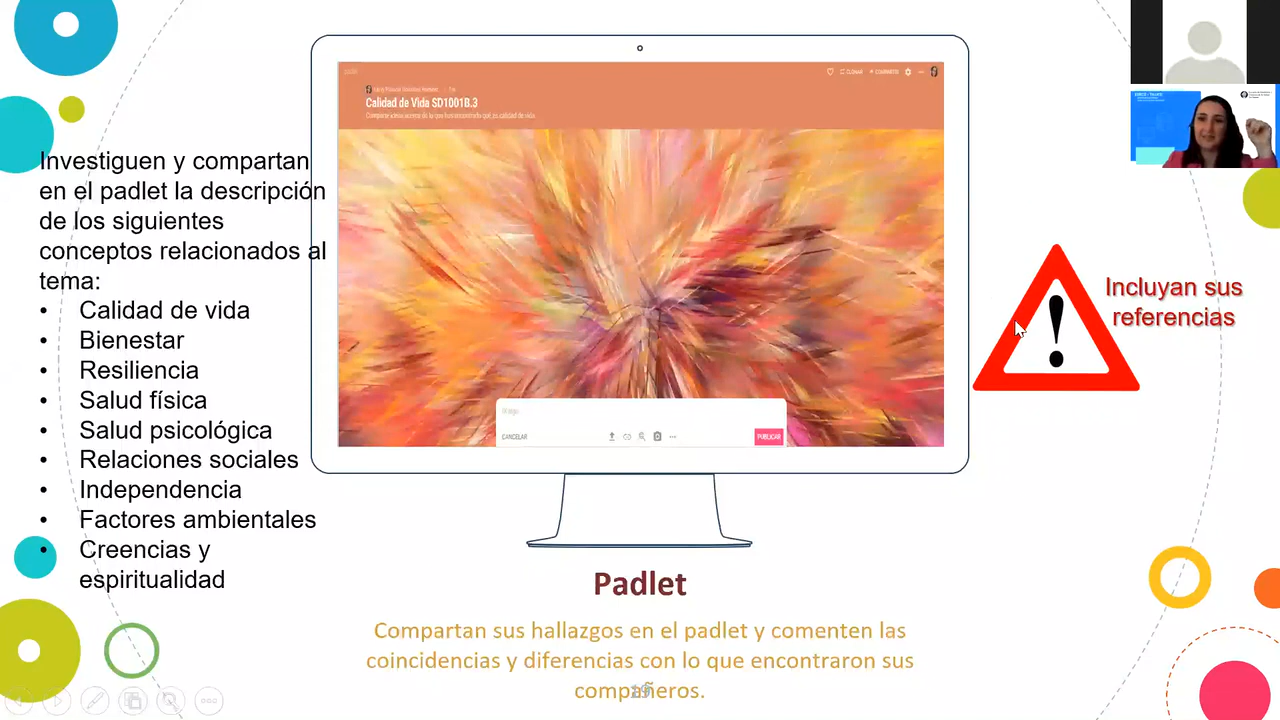 Investiguen y compartan
en el padlet la descripción
de los siguientes
conceptos relacionados al
tema:
• Calidad de vida
• Bienestar
• Resiliencia
• Salud física
• Salud psicológica
• Relaciones sociales
• Independencia
• Factores ambientales
• Creencias y
espiritualidad
CLONAR
COMPARTIR
Calidad de Vida SD1001B.3
CANCELAR
PUBLICAR
Incluyan sus
referencias
Padlet
Compartan sus hallazgos en el padlet y comenten las
coincidencias y diferencias con lo que encontraron sus
compañeros.
19